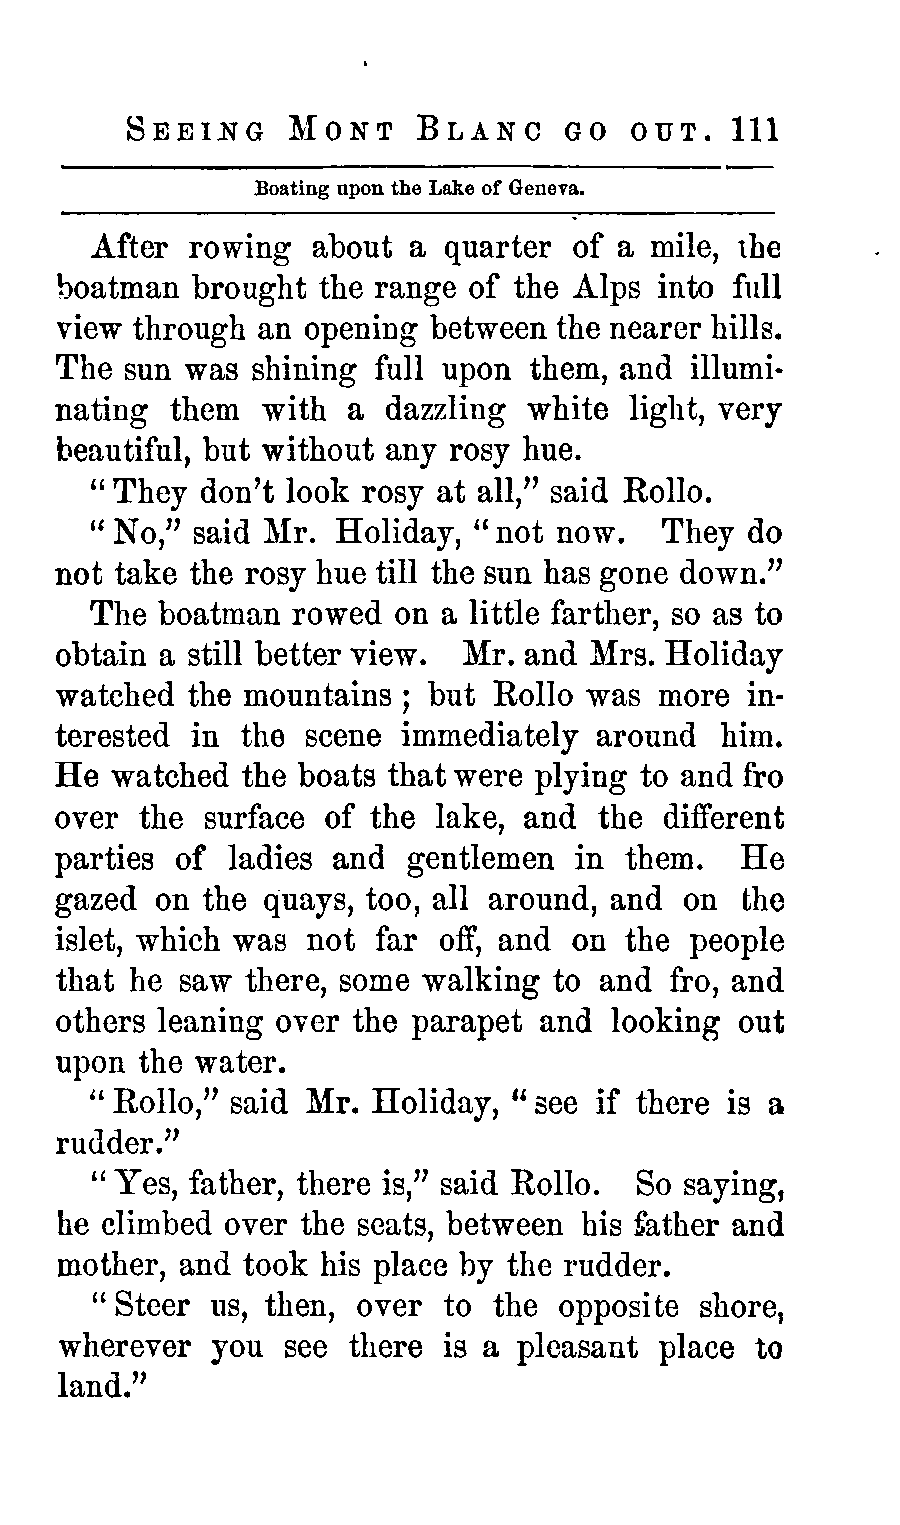 SEEING MONT BLANC GO OUT. 111
Boating upon the Lake of Geneva.
After rowing about a quarter of a mile, the
boatman brought the range of the Alps into full
view through an opening between the nearer hills.
The sun was shining full upon them, and illumi-
nating them with a dazzling white light, very
beautiful, but without any rosy hue.
“They don’t look rosy at all,” said Rollo.
“No,” said Mr. Holiday, “not now. They do
not take the rosy hue till the sun has gone down.”
The boatman rowed on a little farther, so as to
obtain a still better view. Mr. and Mrs. Holiday
watched the mountains; but Rollo was more in-
terested in the scene immediately around him.
He watched the boats that were plying to and fro
over the surface of the lake, and the different
parties of ladies and gentlemen in them. He
gazed on the quays, too, all around, and on the
islet, which was not far off, and on the people
that he saw there, some walking to and fro, and
others leaning over the parapet and looking out
upon the water.
“Rollo,” said Mr. Holiday, “see if there is a
rudder.”
“Yes, father, there is,” said Rollo. So saying,
he climbed over the seats, between his father and
mother, and took his place by the rudder.
“Steer us, then, over to the opposite shore,
wherever you see there is a pleasant place to
land.”